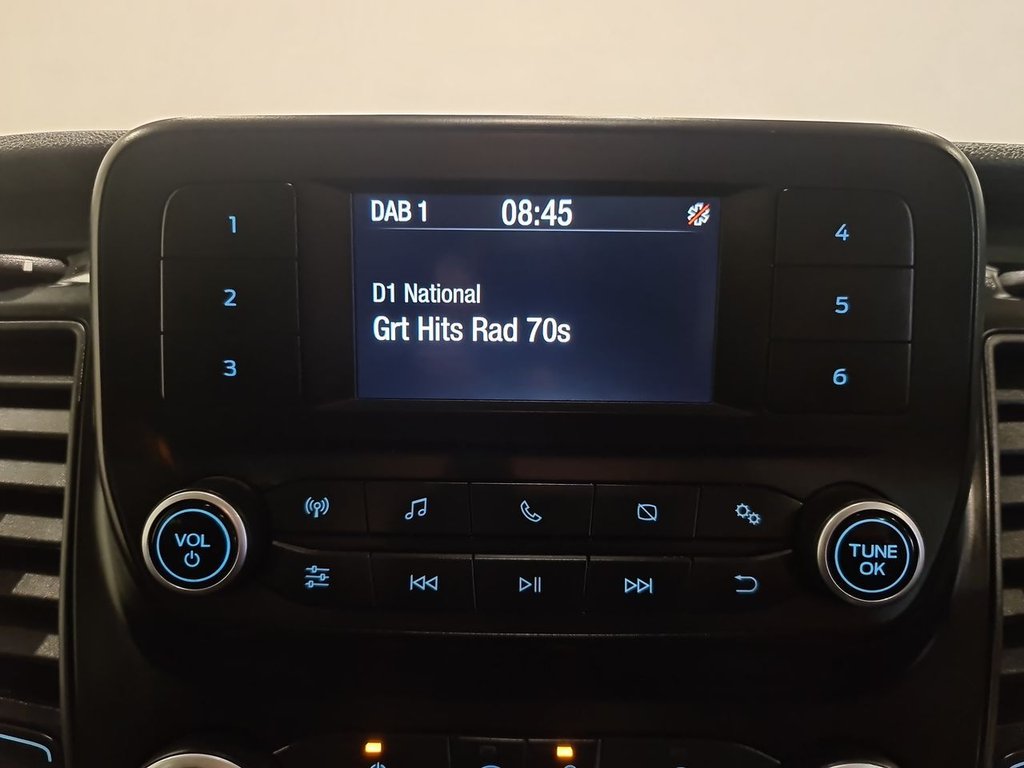 DAB 1 08:45
D1 National
Grt Hits Rad 70s
1
2
3
4
5
6
VOL
TUNE
OK